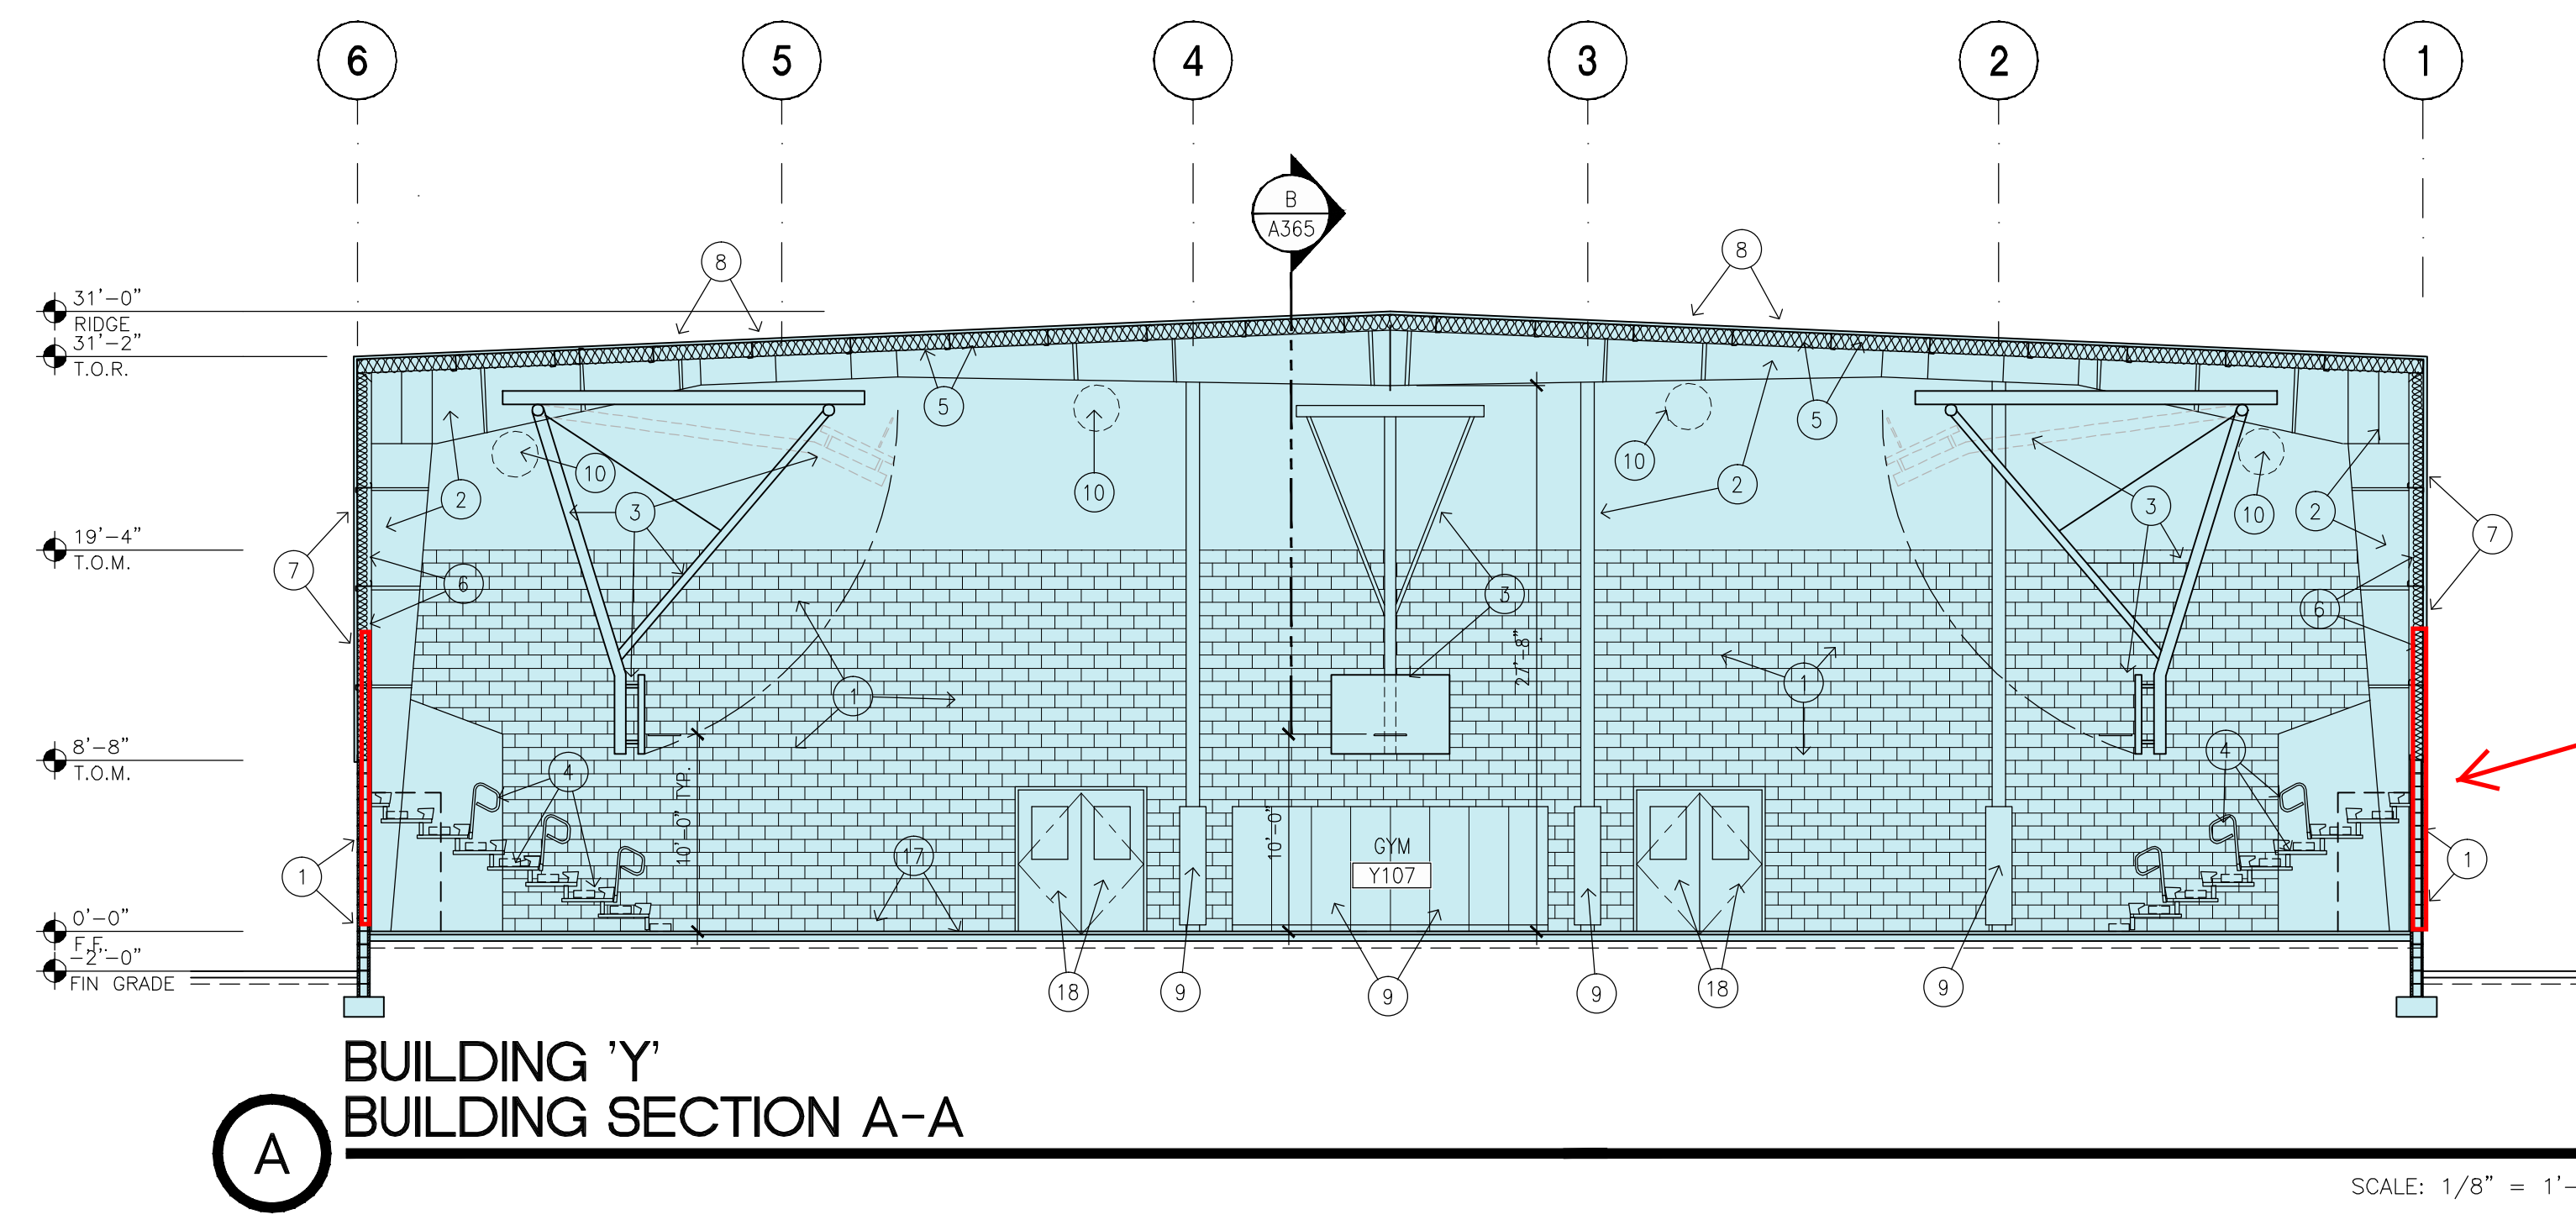 6 5 4 3 2 1
B
A365
8 8
31'-0"
RIDGE
31'-2"
T.O.R.
5 5
10 10 10 10
2 2 2
3 3 3
19'-4"
T.O.M.
7 7
6 6
27'-8"
1 1
8'-8"
T.O.M.
4 4
10'-0" TYP.
10'-0"
GYM
Y107
17
1 1
0'-0"
F.F.
-2'-0"
FIN GRADE
18 9 9 9 18 9
BUILDING 'Y'
BUILDING SECTION A-A
A
SCALE: 1/8" = 1'-